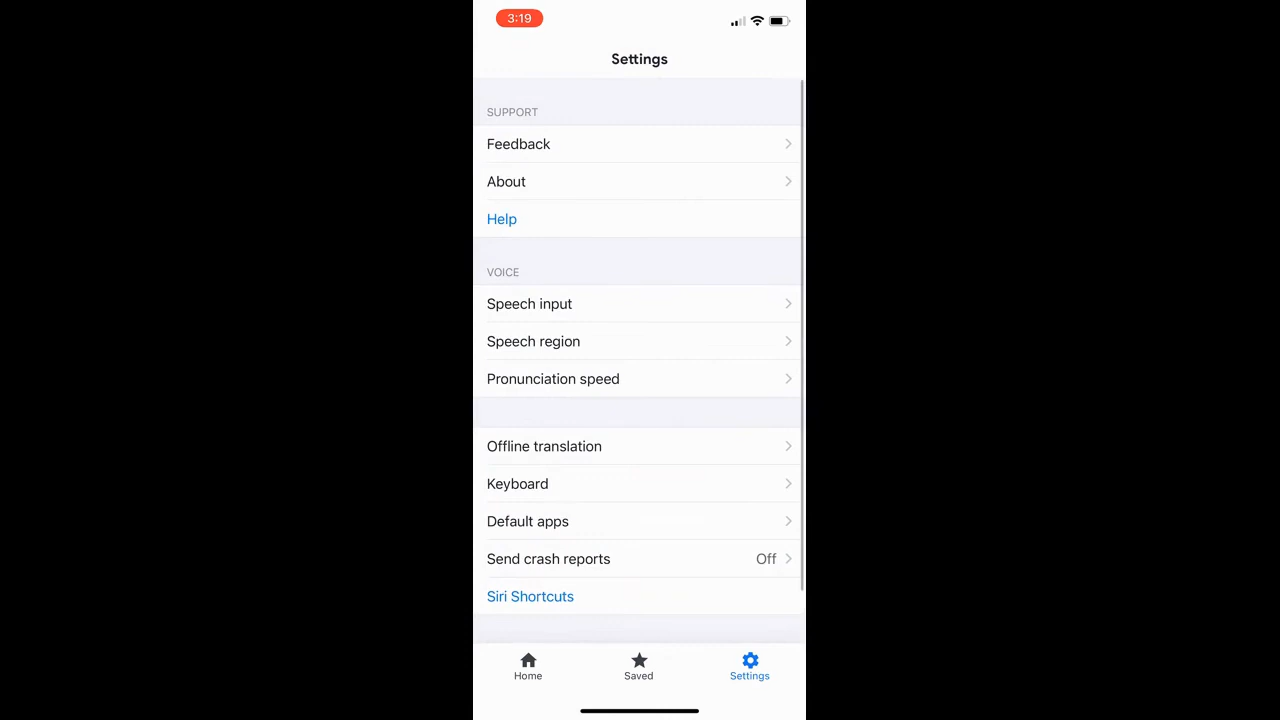 3:19
Settings
SUPPORT
Feedback
About
Help
VOICE
Speech input
Speech region
Pronunciation speed
Offline translation
Keyboard
Default apps
Send crash reports Off
Siri Shortcuts
Home Saved Settings